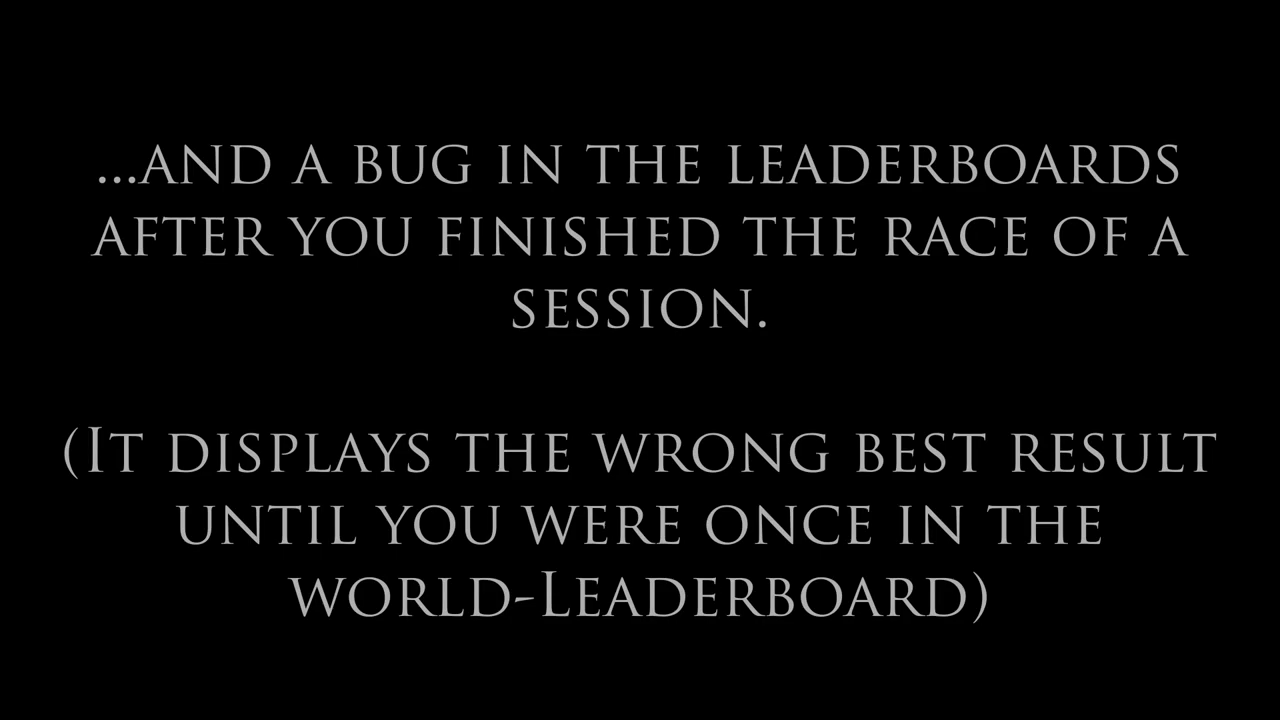 ...and a bug in the leaderboards
after you finished the race of a
session.
(It displays the wrong best result
until you were once in the
world-Leaderboard)